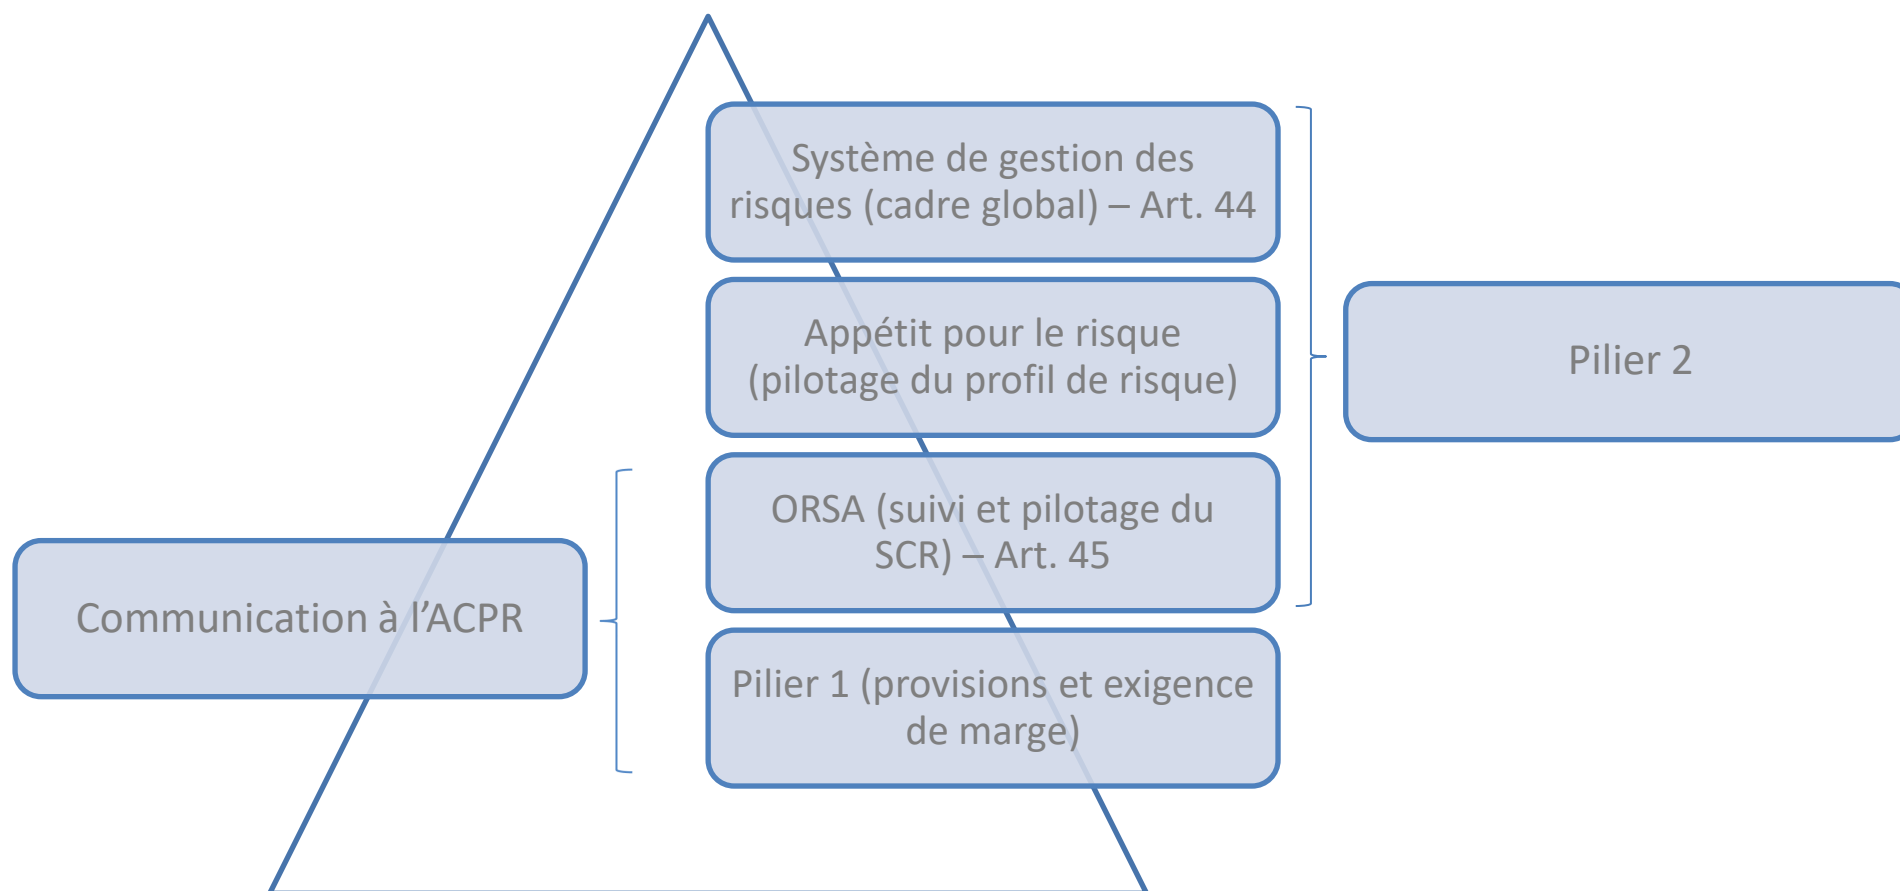 Système de gestion des
risques (cadre global) – Art. 44
Appétit pour le risque
(pilotage du profil de risque)
Pilier 2
ORSA (suivi et pilotage du
SCR) – Art. 45
Communication à l’ACPR
Pilier 1 (provisions et exigence
de marge)